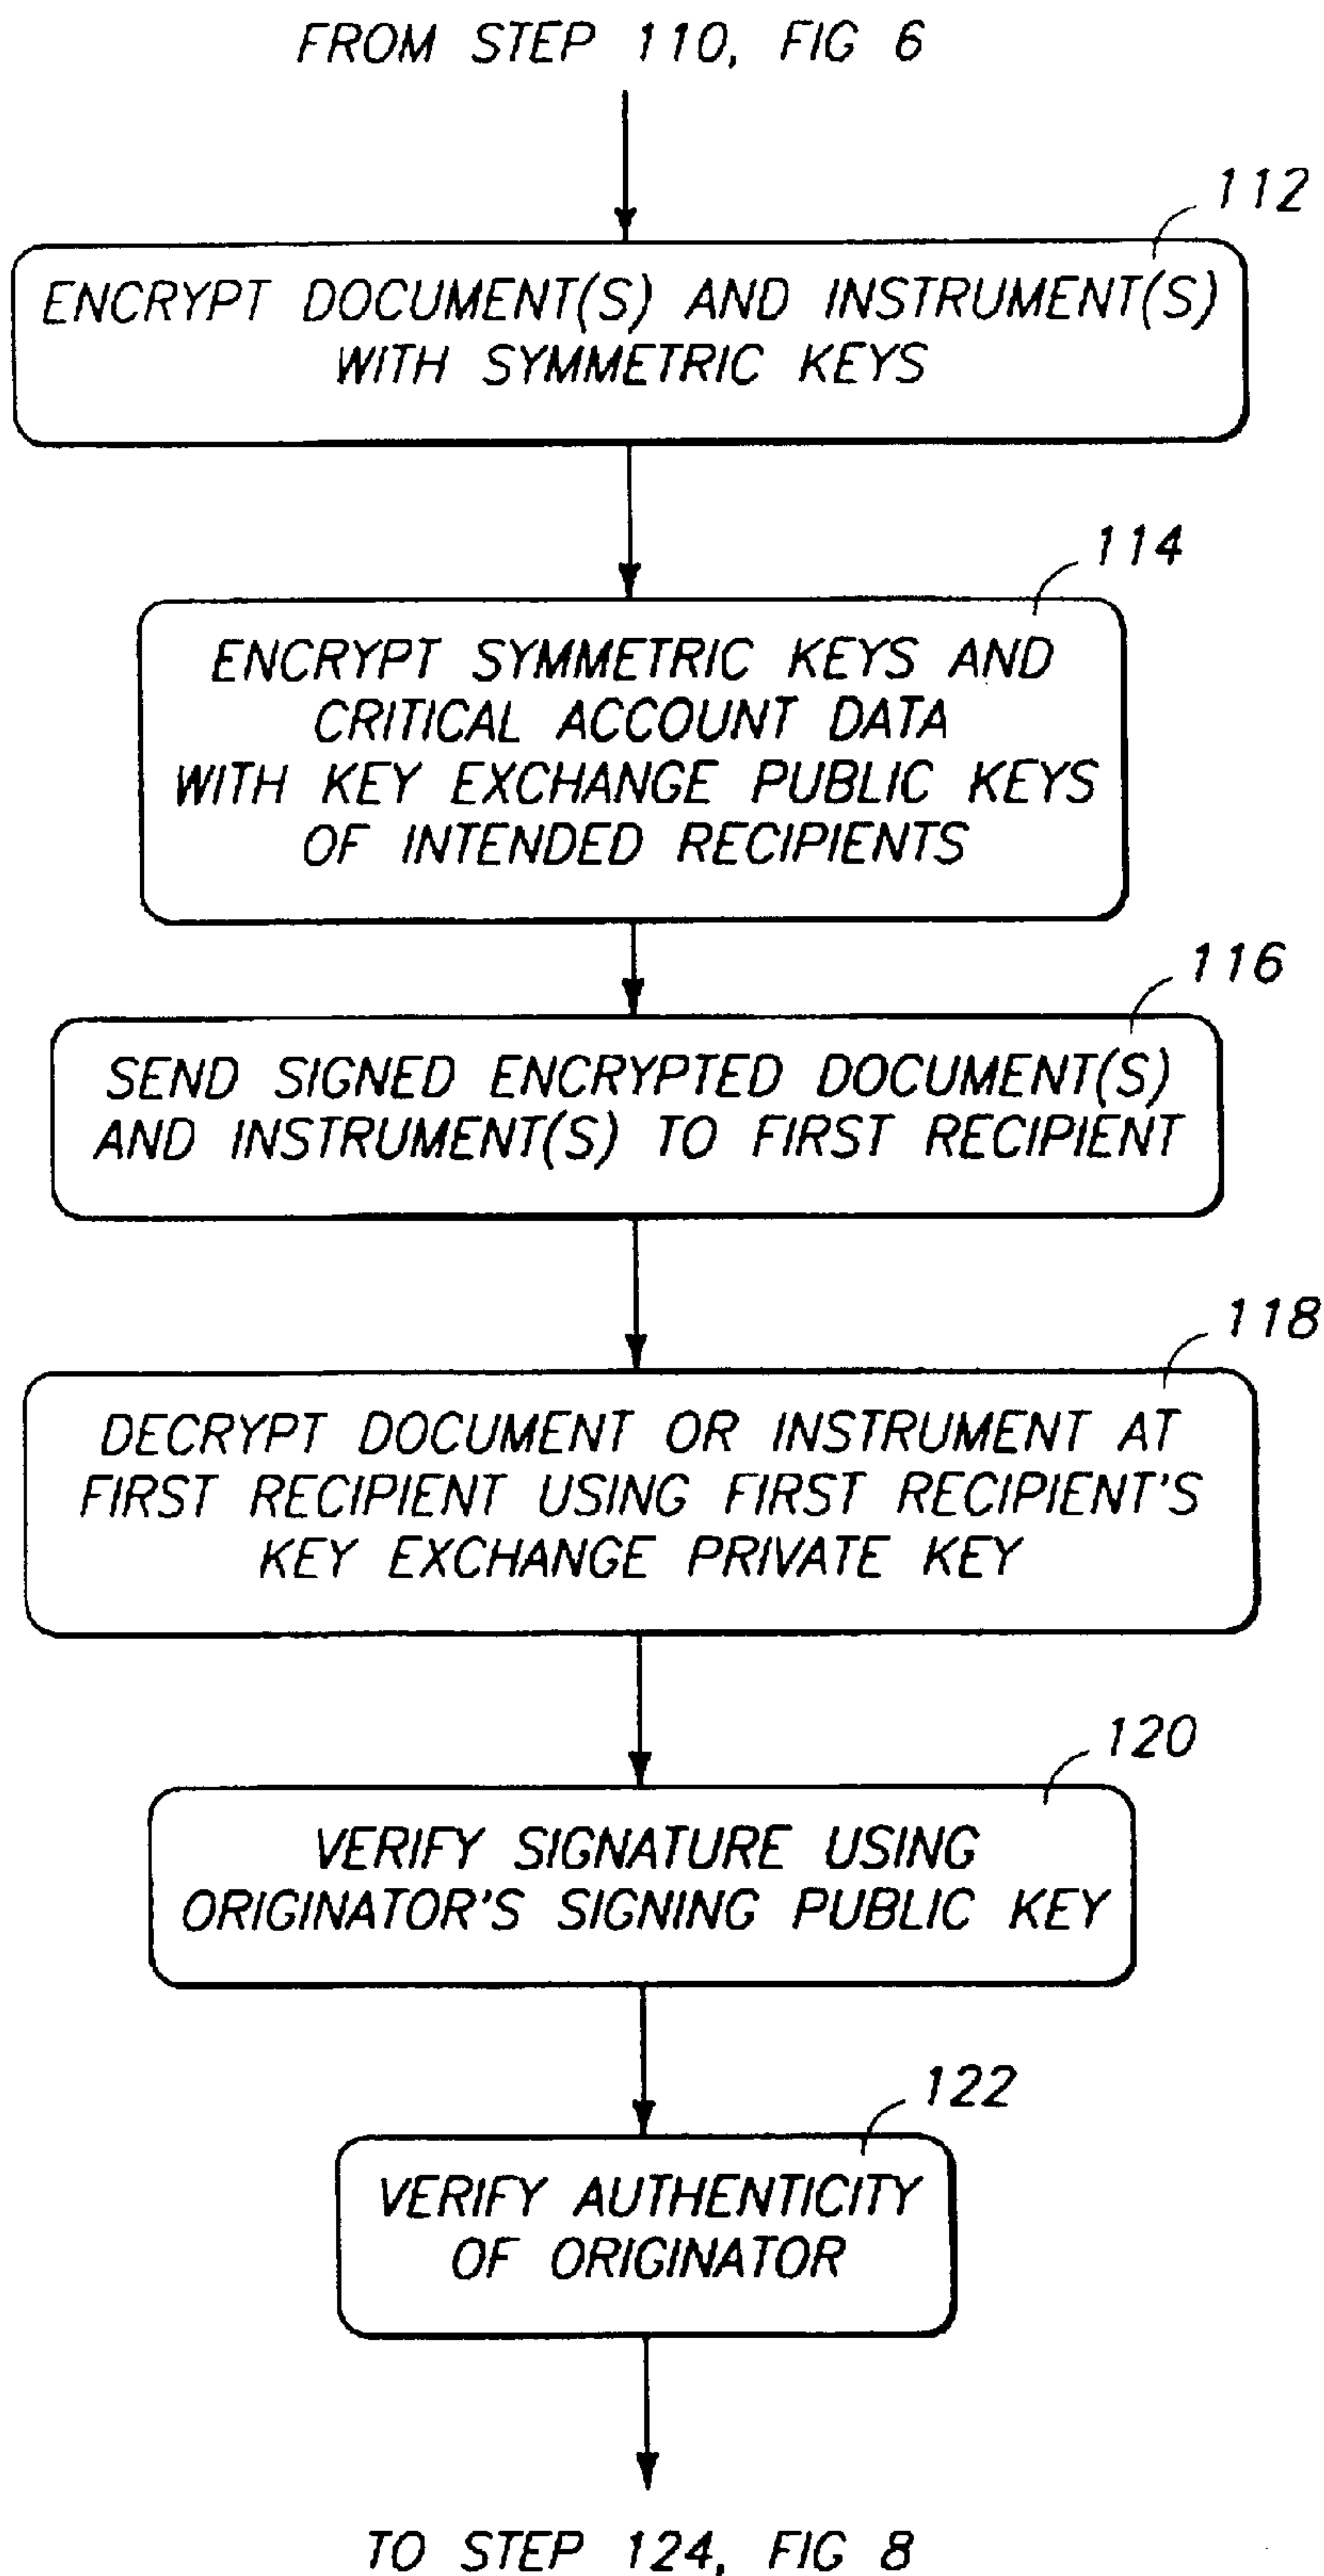 FROM STEP 110, FIG 6
112
ENCRYPT DOCUMENT(S) AND INSTRUMENT(S)
WITH SYMMETRIC KEYS
114
ENCRYPT SYMMETRIC KEYS AND
CRITICAL ACCOUNT DATA
WITH KEY EXCHANGE PUBLIC KEYS
OF INTENDED RECIPIENTS
116
SEND SIGNED ENCRYPTED DOCUMENT(S)
AND INSTRUMENT(S) TO FIRST RECIPIENT
118
DECRYPT DOCUMENT OR INSTRUMENT AT
FIRST RECIPIENT USING FIRST RECIPIENT'S
KEY EXCHANGE PRIVATE KEY
120
VERIFY SIGNATURE USING
ORIGINATOR'S SIGNING PUBLIC KEY
122
VERIFY AUTHENTICITY
OF ORIGINATOR
TO STEP 124, FIG 8